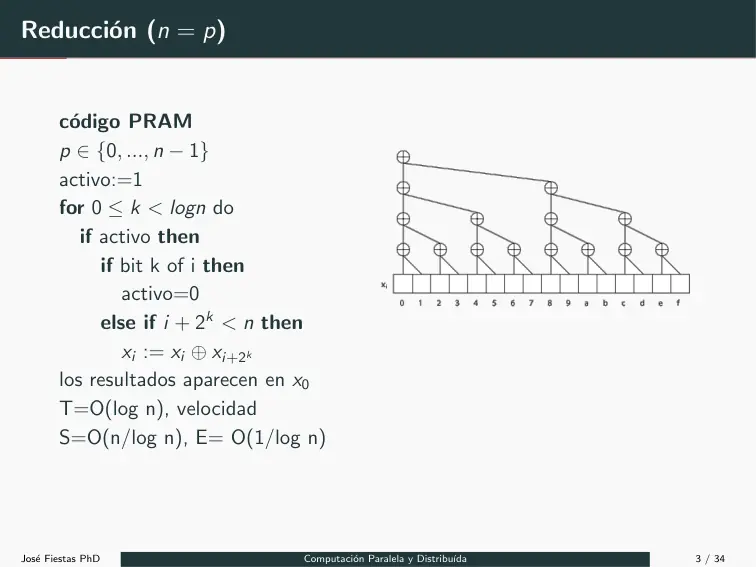 Reducción (n = p)
código PRAM
p ∈ {0, ..., n − 1}
activo:=1
for 0 ≤ k < logn do
if activo then
if bit k of i then
activo=0
else if i + 2^k < n then
x_i := x_i ⊕ x_{i+2^k}
los resultados aparecen en x_0
T=O(log n), velocidad
S=O(n/log n), E= O(1/log n)
x_i
0 1 2 3 4 5 6 7 8 9 a b c d e f
José Fiestas PhD
Computación Paralela y Distribuída
3 / 34